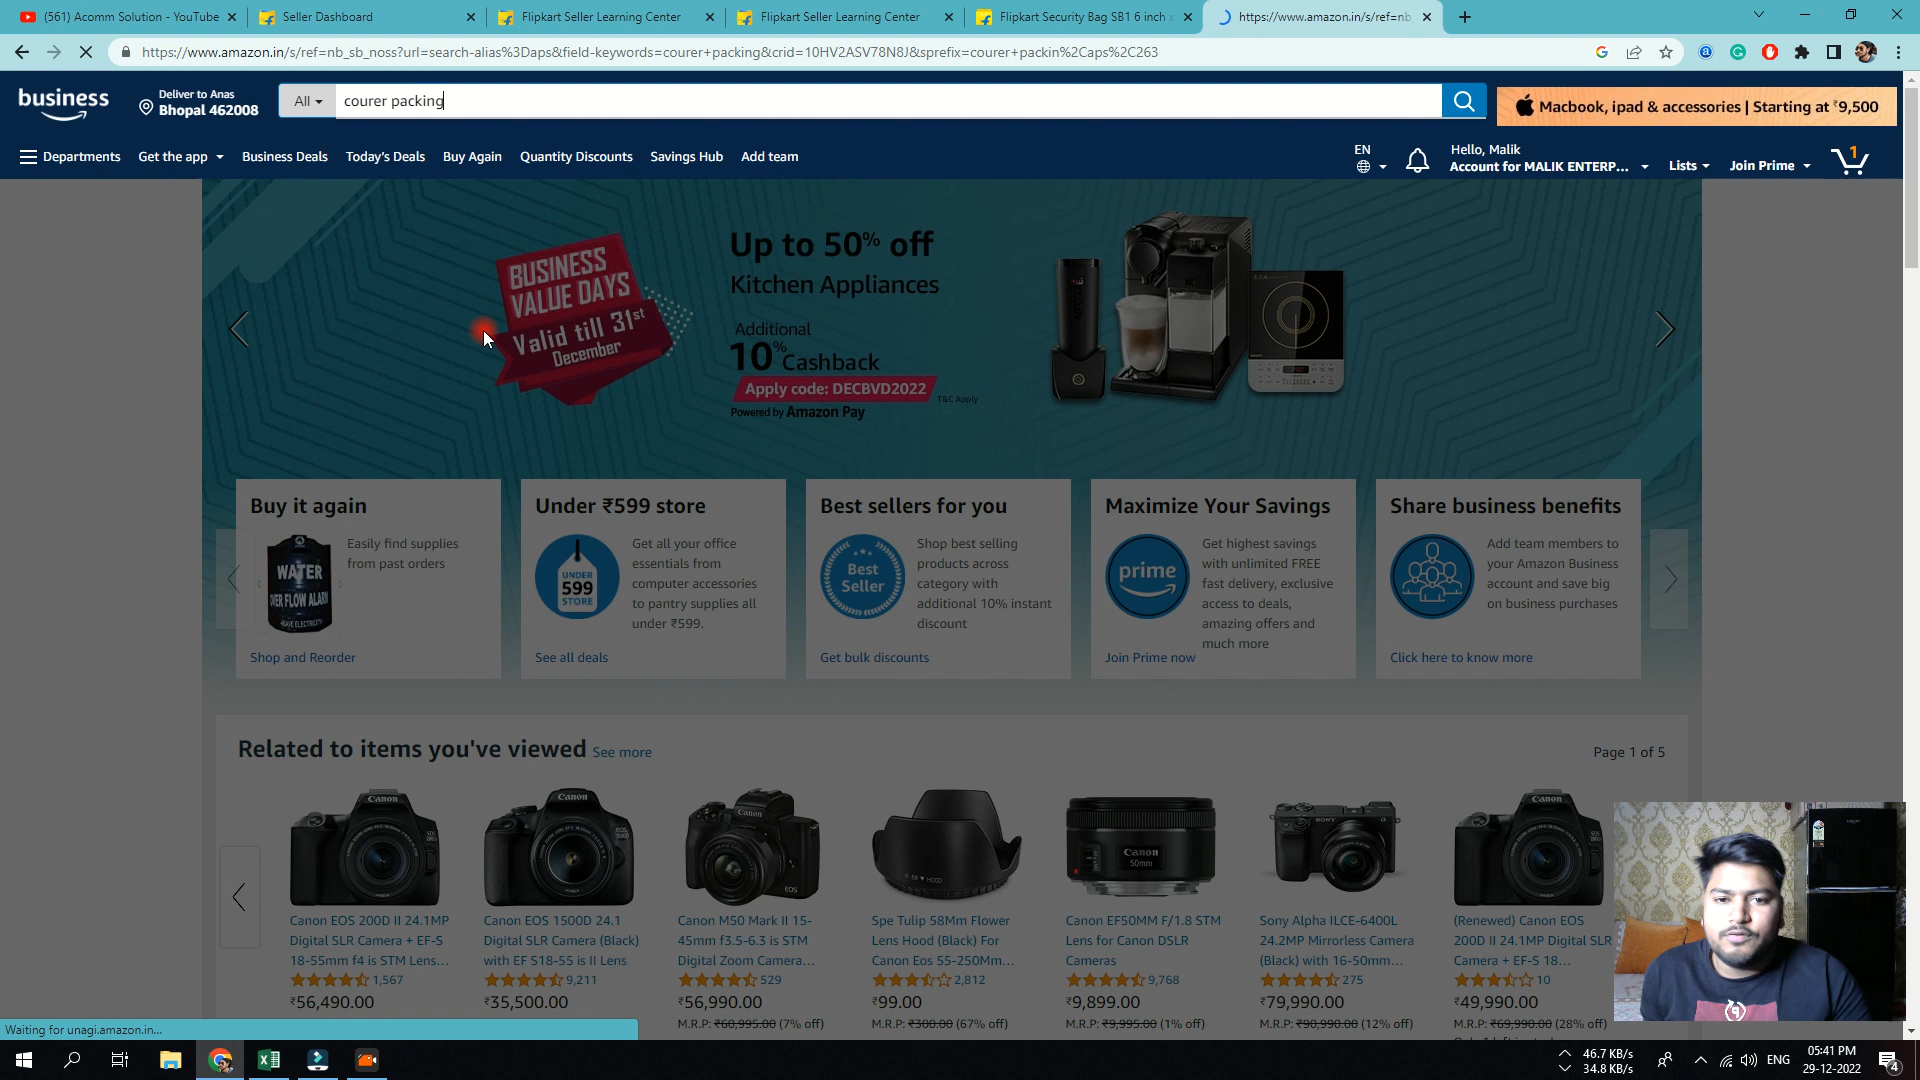 (561) Acomm Solution - YouTube
Seller Dashboard
Flipkart Seller Learning Center
Flipkart Seller Learning Center
Flipkart Security Bag SB1 6 inch
https://www.amazon.in/s/ref=nb
https://www.amazon.in/s/ref=nb_sb_noss?url=search-alias%3Daps&field-keywords=courer+packing&crid=10HV2ASV78N8J&sprefix=courer+packin%2Caps%2C263
business
Deliver to Anas
Bhopal 462008
All
courer packing
Macbook, ipad & accessories | Starting at ₹9,500
Departments
Get the app
Business Deals
Today's Deals
Buy Again
Quantity Discounts
Savings Hub
Add team
EN
Hello, Malik
Account for MALIK ENTERP...
Lists
Join Prime
1
BUSINESS
VALUE DAYS
Valid till 31st
December
Up to 50% off
Kitchen Appliances
Additional
10% Cashback
Apply code: DECBVD2022
T&C Apply
Powered by Amazon Pay
Buy it again
WATER
OVER FLOW ALARM
SAVE ELECTRICITY
Easily find supplies
from past orders
Shop and Reorder
Under ₹599 store
UNDER
599
STORE
Get all your office
essentials from
computer accessories
to pantry supplies all
under ₹599.
See all deals
Best sellers for you
Best
Seller
Shop best selling
products across
category with
additional 10% instant
discount
Get bulk discounts
Maximize Your Savings
prime
Get highest savings
with unlimited FREE
fast delivery, exclusive
access to deals,
amazing offers and
much more
Join Prime now
Share business benefits
Add team members to
your Amazon Business
account and save big
on business purchases
Click here to know more
Related to items you've viewed See more
Page 1 of 5
Canon EOS 200D II 24.1MP
Digital SLR Camera + EF-S
18-55mm f4 is STM Lens...
1,567
₹56,490.00
M.R.P: ₹60,995.00 (7% off)
Canon EOS 1500D 24.1
Digital SLR Camera (Black)
with EF S18-55 is II Lens
9,211
₹35,500.00
Canon M50 Mark II 15-
45mm f3.5-6.3 is STM
Digital Zoom Camera...
529
₹56,990.00
Spe Tulip 58Mm Flower
Lens Hood (Black) For
Canon Eos 55-250Mm...
2,812
₹99.00
M.R.P: ₹300.00 (67% off)
Canon EF50MM F/1.8 STM
Lens for Canon DSLR
Cameras
9,768
₹9,899.00
M.R.P: ₹9,995.00 (1% off)
Sony Alpha ILCE-6400L
24.2MP Mirrorless Camera
(Black) with 16-50mm...
275
₹79,990.00
M.R.P: ₹90,990.00 (12% off)
(Renewed) Canon EOS
200D II 24.1MP Digital SLR
Camera + EF-S 18...
10
₹49,990.00
M.R.P: ₹69,990.00 (28% off)
Waiting for unagi.amazon.in...
46.7 KB/s
34.8 KB/s
ENG
05:41 PM
29-12-2022
4